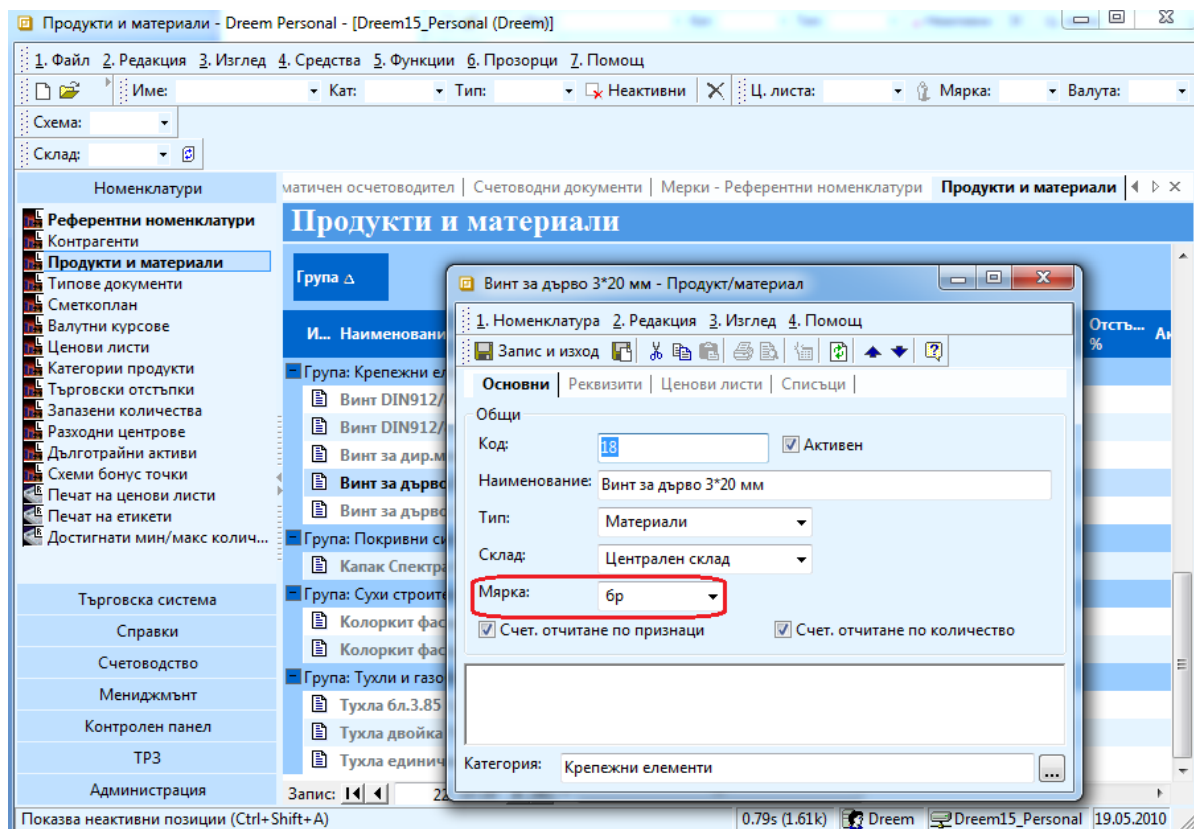 Продукти и материали - Dreem Personal - [Dreem15_Personal (Dreem)]
1. Файл 2. Редакция 3. Изглед 4. Средства 5. Функции 6. Прозорци 7. Помощ
Име: Кат: Тип: Неактивни Ц. листа: Мярка: Валута:
Схема:
Склад:
Номенклатури
Референтни номенклатури
Контрагенти
Продукти и материали
Типове документи
Сметкоплан
Валутни курсове
Ценови листи
Категории продукти
Търговски отстъпки
Запазени количества
Разходни центрове
Дълготрайни активи
Схеми бонус точки
Печат на ценови листи
Печат на етикети
Достигнати мин/макс колич...
Търговска система
Справки
Счетоводство
Мениджмънт
Контролен панел
ТРЗ
Администрация
матичен осчетоводител | Счетоводни документи | Мерки - Референтни номенклатури Продукти и материали
Продукти и материали
Група
И... Наименовани Отстъ... % Ак
Група: Крепежни ел
Винт DIN912/
Винт DIN912/
Винт за дир.м
Винт за дърво
Винт за дърво
Група: Покривни си
Капак Спектра
Група: Сухи строите
Колоркит фас
Колоркит фас
Група: Тухли и газо
Тухла бл.3.85
Тухла двойка
Тухла единич
Запис: 22
Винт за дърво 3*20 мм - Продукт/материал
1. Номенклатура 2. Редакция 3. Изглед 4. Помощ
Запис и изход
Основни | Реквизити | Ценови листи | Списъци |
Общи
Код: 18 Активен
Наименование: Винт за дърво 3*20 мм
Тип: Материали
Склад: Централен склад
Мярка: бр
Счет. отчитане по признаци Счет. отчитане по количество
Категория: Крепежни елементи ...
Показва неактивни позиции (Ctrl+Shift+A) 0.79s (1.61k) Dreem Dreem15_Personal 19.05.2010